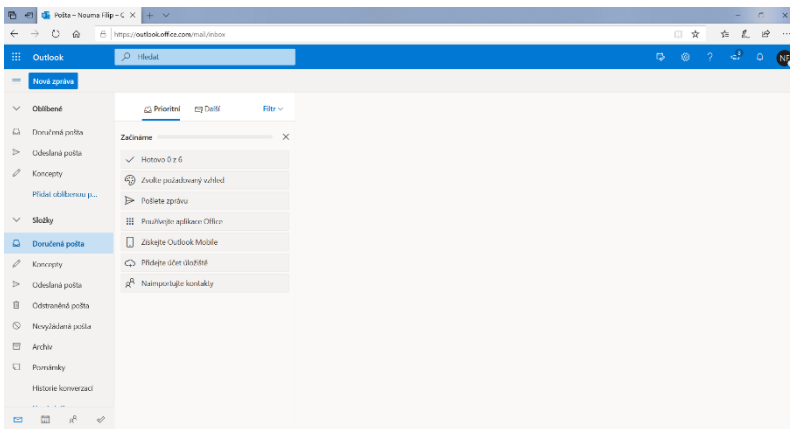 Pošta – Nouma Filip – C
https://outlook.office.com/mail/inbox
Outlook
Hledat
NF
Nová zpráva
Oblíbené
Doručená pošta
Odeslaná pošta
Koncepty
Přidat oblíbenou p...
Složky
Doručená pošta
Koncepty
Odeslaná pošta
Odstraněná pošta
Nevyžádaná pošta
Archiv
Poznámky
Historie konverzací
Prioritní
Další
Filtr
Začínáme
Hotovo 0 z 6
Zvolte požadovaný vzhled
Pošlete zprávu
Používejte aplikace Office
Získejte Outlook Mobile
Přidejte účet úložiště
Naimportujte kontakty